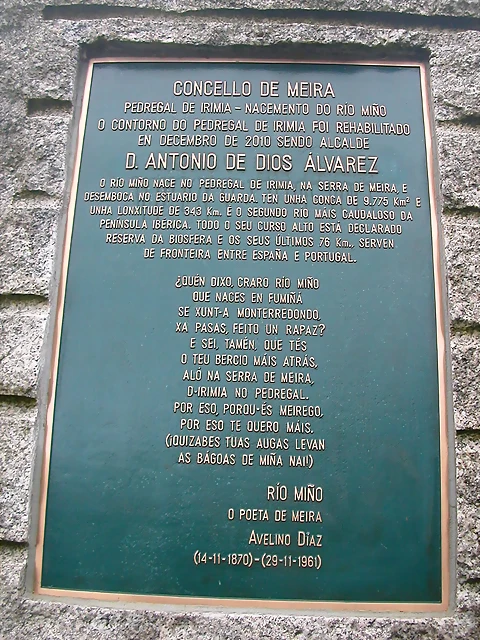 CONCELLO DE MEIRA
PEDREGAL DE IRIMIA - NACEMENTO DO RÍO MIÑO
O CONTORNO DO PEDREGAL DE IRIMIA FOI REHABILITADO
EN DECEMBRO DE 2010 SENDO ALCALDE
D. ANTONIO DE DIOS ÁLVAREZ
O RÍO MIÑO NACE NO PEDREGAL DE IRIMIA, NA SERRA DE MEIRA, E
DESEMBOCA NO ESTUARIO DA GUARDA. TEN UNHA CONCA DE 9.775 Km² E
UNHA LONXITUDE DE 343 Km. E O SEGUNDO RIO MAIS CAUDALOSO DA
PENÍNSULA IBÉRICA. TODO O SEU CURSO ALTO ESTÁ DECLARADO
RESERVA DA BIOSFERA E OS SEUS ÚLTIMOS 76 Km., SERVEN
DE FRONTEIRA ENTRE ESPAÑA E PORTUGAL.
¿QUÉN DIXO, CRARO RÍO MIÑO
QUE NACES EN FUMIÑÁ
SE XUNT-A MONTERREDONDO,
XA PASAS, FEITO UN RAPAZ?
E SEI, TAMÉN, QUE TÉS
O TEU BERCIO MÁIS ATRÁS,
ALÓ NA SERRA DE MEIRA,
O-IRIMIA NO PEDREGAL.
POR ESO, PORQU-ÉS MEIREGO,
POR ESO TE QUERO MÁIS.
(¡QUIZABES TUAS AUGAS LEVAN
AS BÁGOAS DE MIÑA NAI!)
RÍO MIÑO
O POETA DE MEIRA
AVELINO DÍAZ
(14-11-1870)-(29-11-1961)